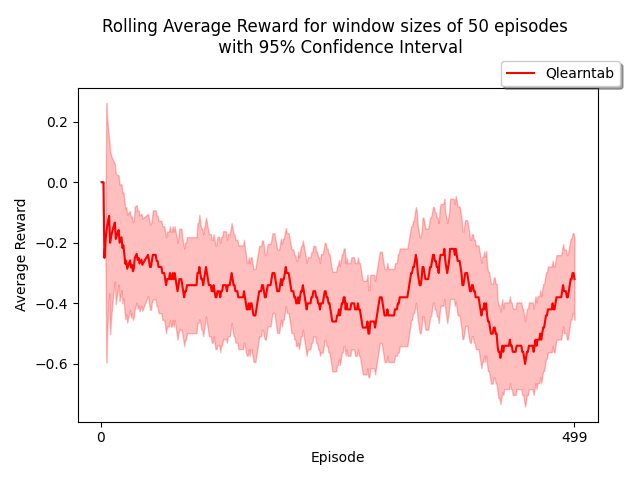 Rolling Average Reward for window sizes of 50 episodes
with 95% Confidence Interval
Qlearntab
0.2
0.0
−0.2
−0.4
−0.6
Average Reward
0
499
Episode